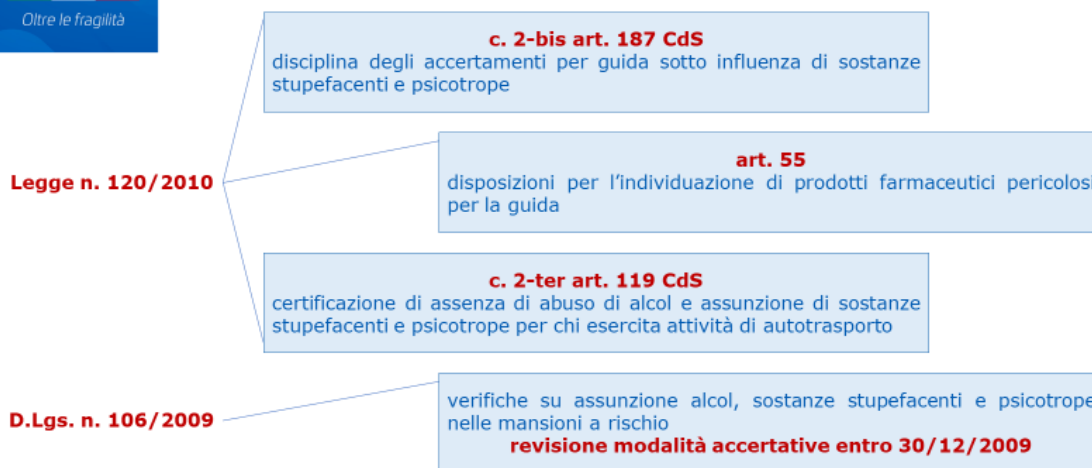 Oltre le fragilità
c. 2-bis art. 187 CdS
disciplina degli accertamenti per guida sotto influenza di sostanze
stupefacenti e psicotrope
Legge n. 120/2010
art. 55
disposizioni per l'individuazione di prodotti farmaceutici pericolosi
per la guida
c. 2-ter art. 119 CdS
certificazione di assenza di abuso di alcol e assunzione di sostanze
stupefacenti e psicotrope per chi esercita attività di autotrasporto
D.Lgs. n. 106/2009
verifiche su assunzione alcol, sostanze stupefacenti e psicotrope
nelle mansioni a rischio
revisione modalità accertative entro 30/12/2009